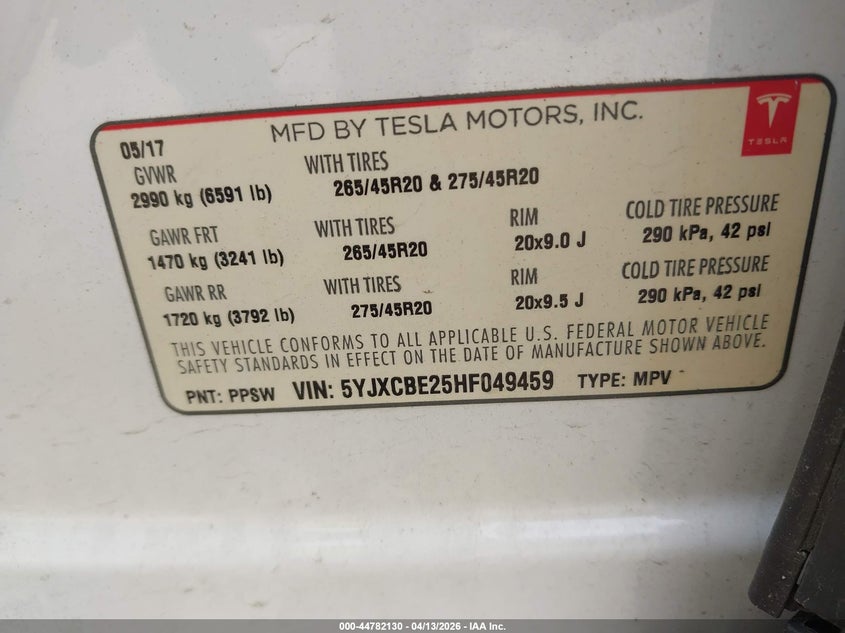 MFD BY TESLA MOTORS, INC.
TESLA
05/17
GVWR
2990 kg (6591 lb)
WITH TIRES
265/45R20 & 275/45R20
GAWR FRT
1470 kg (3241 lb)
WITH TIRES
265/45R20
RIM
20x9.0 J
COLD TIRE PRESSURE
290 kPa, 42 psi
GAWR RR
1720 kg (3792 lb)
WITH TIRES
275/45R20
RIM
20x9.5 J
COLD TIRE PRESSURE
290 kPa, 42 psi
THIS VEHICLE CONFORMS TO ALL APPLICABLE U.S. FEDERAL MOTOR VEHICLE
SAFETY STANDARDS IN EFFECT ON THE DATE OF MANUFACTURE SHOWN ABOVE.
PNT: PPSW VIN: 5YJXCBE25HF049459 TYPE: MPV
000-44782130 - 04/13/2026 - IAA Inc.